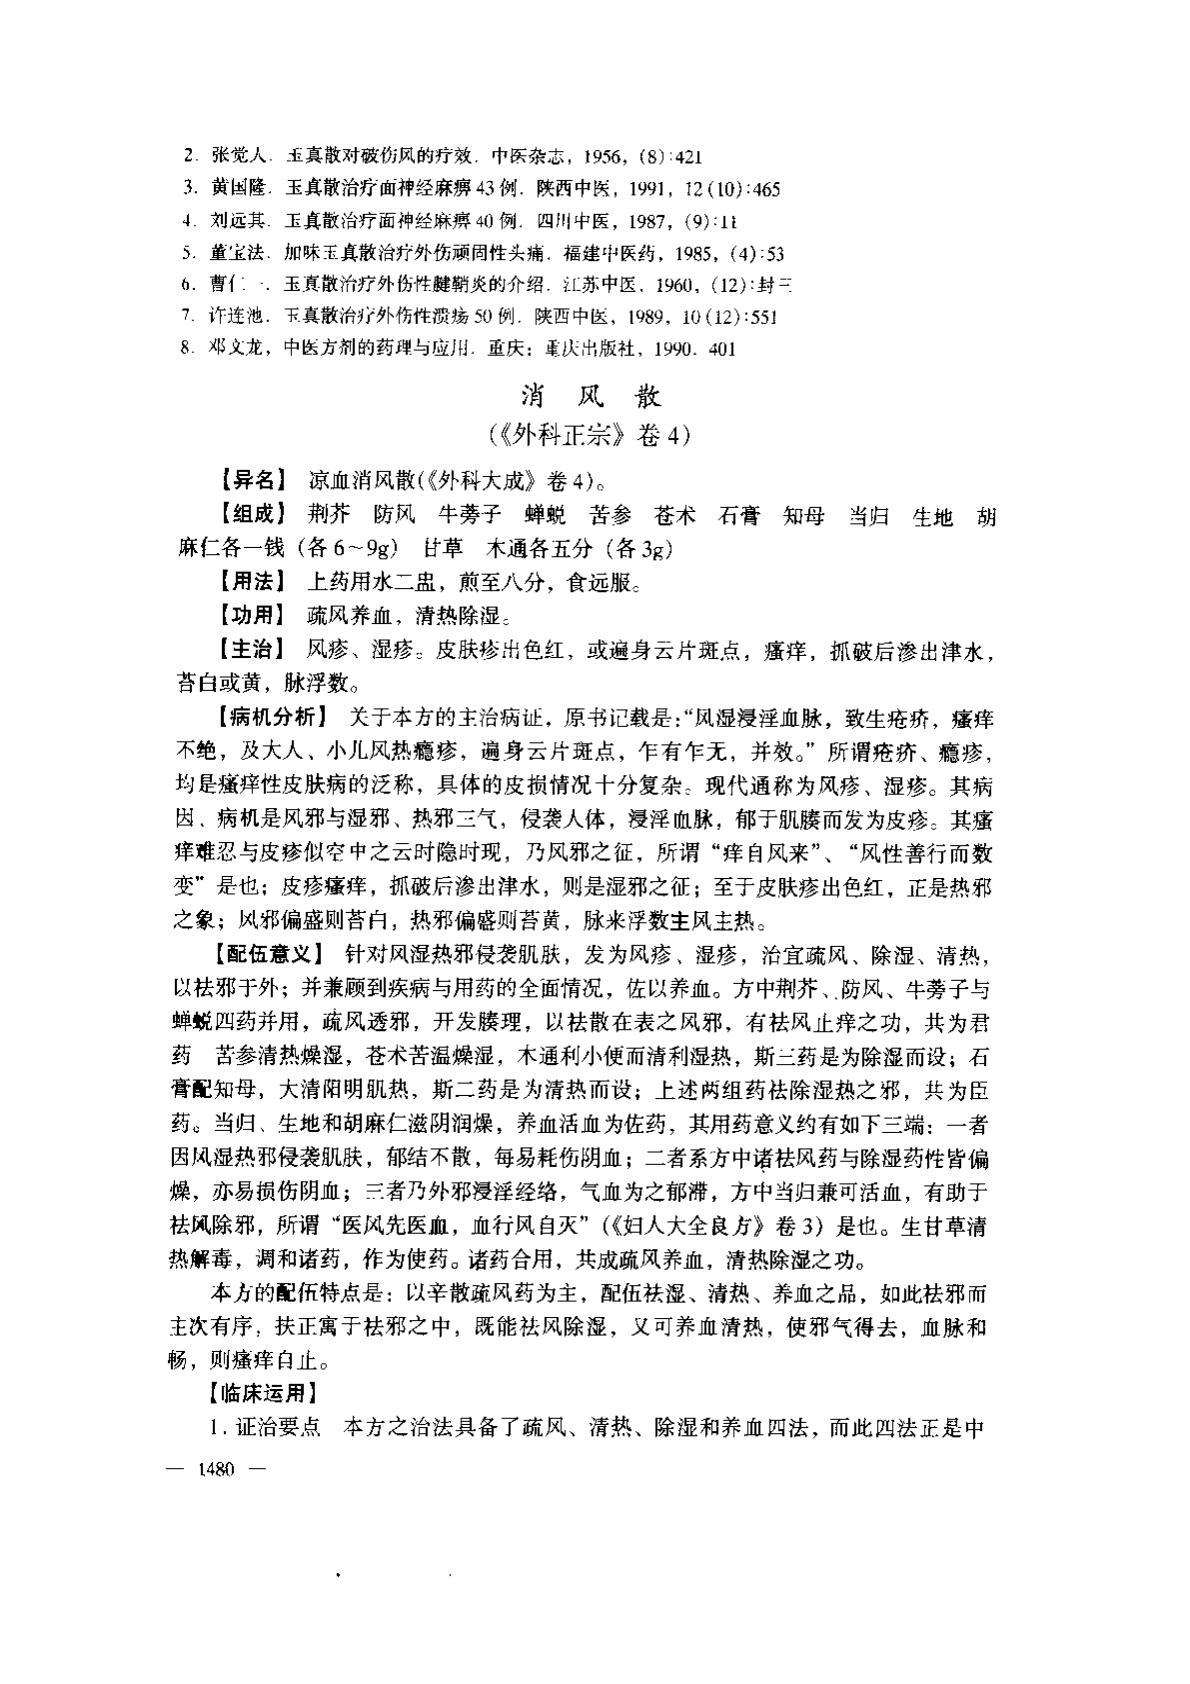 2. 张觉人. 玉真散对破伤风的疗效. 中医杂志, 1956, (8):421
3. 黄国隆. 玉真散治疗面神经麻痹 43 例. 陕西中医, 1991, 12 (10):465
4. 刘远其. 玉真散治疗面神经麻痹 40 例. 四川中医, 1987, (9):11
5. 董宝法. 加味玉真散治疗外伤顽固性头痛. 福建中医药, 1985, (4):53
6. 曹仁一. 玉真散治疗外伤性腱鞘炎的介绍. 江苏中医, 1960, (12):封三
7. 许连池. 玉真散治疗外伤性溃疡 50 例. 陕西中医, 1989, 10 (12):551
8. 邓文龙, 中医方剂的药理与应用. 重庆: 重庆出版社, 1990. 401
消 风 散
(《外科正宗》卷 4)
【异名】 凉血消风散(《外科大成》卷 4)。
【组成】 荆芥 防风 牛蒡子 蝉蜕 苦参 苍术 石膏 知母 当归 生地 胡
麻仁各一钱（各 6~9g） 甘草 木通各五分（各 3g）
【用法】 上药用水二盅，煎至八分，食远服。
【功用】 疏风养血，清热除湿。
【主治】 风疹、湿疹。皮肤疹出色红，或遍身云片斑点，瘙痒，抓破后渗出津水，
苔白或黄，脉浮数。
【病机分析】 关于本方的主治病证，原书记载是：“风湿浸淫血脉，致生疮疥，瘙痒
不绝，及大人、小儿风热瘾疹，遍身云片斑点，乍有乍无，并效。”所谓疮疥、瘾疹，
均是瘙痒性皮肤病的泛称，具体的皮损情况十分复杂。现代通称为风疹、湿疹。其病
因、病机是风邪与湿邪、热邪三气，侵袭人体，浸淫血脉，郁于肌腠而发为皮疹。其瘙
痒难忍与皮疹似空中之云时隐时现，乃风邪之征，所谓“痒自风来”、“风性善行而数
变”是也；皮疹瘙痒，抓破后渗出津水，则是湿邪之征；至于皮肤疹出色红，正是热邪
之象；风邪偏盛则苔白，热邪偏盛则苔黄，脉来浮数主风主热。
【配伍意义】 针对风湿热邪侵袭肌肤，发为风疹、湿疹，治宜疏风、除湿、清热，
以祛邪于外；并兼顾到疾病与用药的全面情况，佐以养血。方中荆芥、防风、牛蒡子与
蝉蜕四药并用，疏风透邪，开发腠理，以祛散在表之风邪，有祛风止痒之功，共为君
药 苦参清热燥湿，苍术苦温燥湿，木通利小便而清利湿热，斯三药是为除湿而设；石
膏配知母，大清阳明肌热，斯二药是为清热而设；上述两组药祛除湿热之邪，共为臣
药。当归、生地和胡麻仁滋阴润燥，养血活血为佐药，其用药意义约有如下三端：一者
因风湿热邪侵袭肌肤，郁结不散，每易耗伤阴血；二者系方中诸祛风药与除湿药性皆偏
燥，亦易损伤阴血；三者乃外邪浸淫经络，气血为之郁滞，方中当归兼可活血，有助于
祛风除邪，所谓“医风先医血，血行风自灭”(《妇人大全良方》卷 3）是也。生甘草清
热解毒，调和诸药，作为使药。诸药合用，共成疏风养血，清热除湿之功。
本方的配伍特点是：以辛散疏风药为主，配伍祛湿、清热、养血之品，如此祛邪而
主次有序，扶正寓于祛邪之中，既能祛风除湿，又可养血清热，使邪气得去，血脉和
畅，则瘙痒自止。
【临床运用】
1. 证治要点 本方之治法具备了疏风、清热、除湿和养血四法，而此四法正是中
— 1480 —